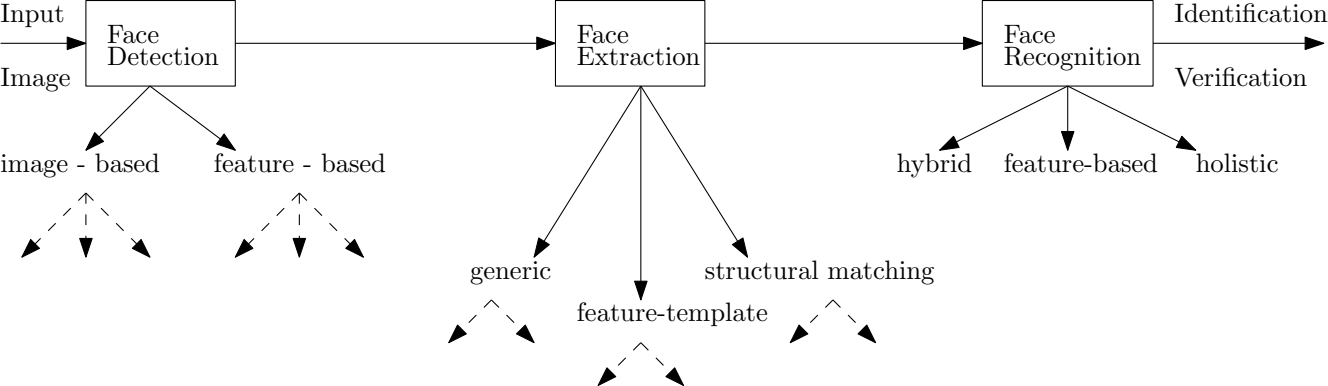 Input
Image
Face
Detection
Face
Extraction
Face
Recognition
Identification
Verification
image - based
feature - based
generic
feature-template
structural matching
hybrid
feature-based
holistic